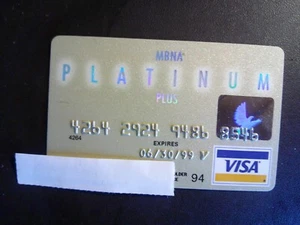 MBNA
PLATINUM
PLUS
4264 2924 9486
4264
EXPIRES
06/30/99 V
VISA
94